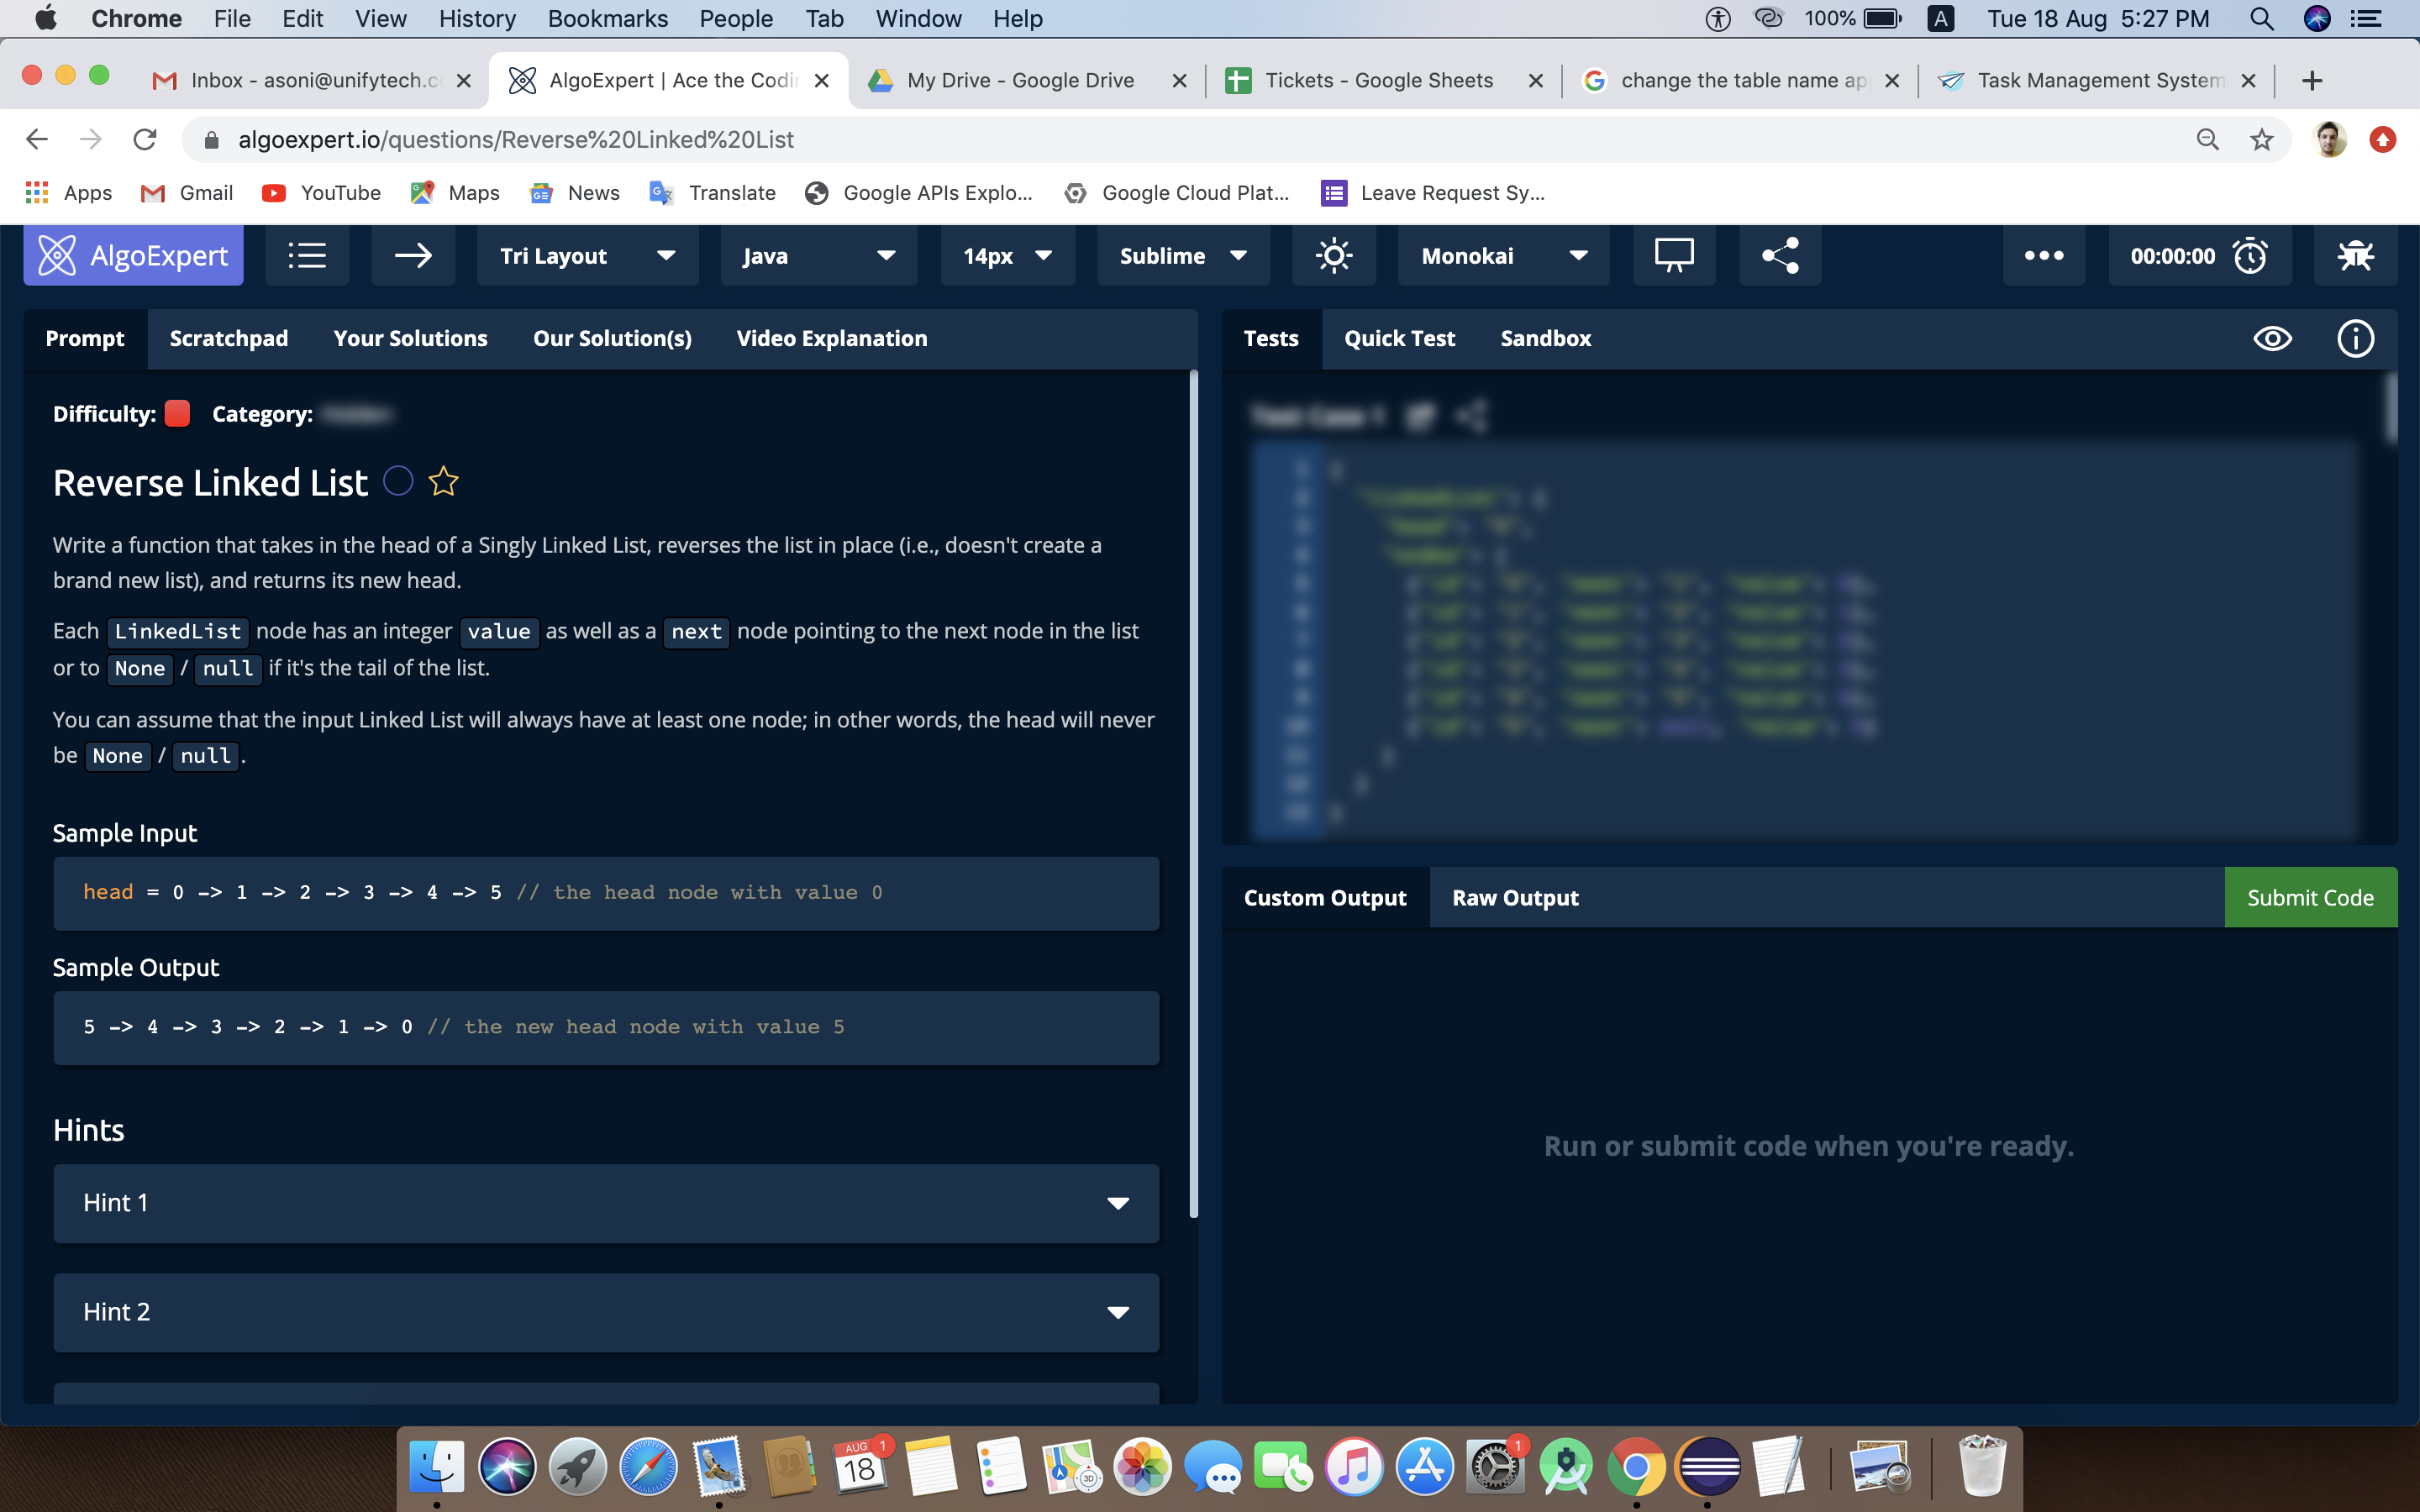 Chrome File Edit View History Bookmarks People Tab Window Help 100% A Tue 18 Aug 5:27 PM
Inbox - asoni@unifytech.c AlgoExpert | Ace the Codin My Drive - Google Drive Tickets - Google Sheets change the table name ap Task Management System
algoexpert.io/questions/Reverse%20Linked%20List
Apps Gmail YouTube Maps News Translate Google APIs Explo... Google Cloud Plat... Leave Request Sy...
AlgoExpert Tri Layout Java 14px Sublime Monokai 00:00:00
Prompt Scratchpad Your Solutions Our Solution(s) Video Explanation
Difficulty: Category:
Reverse Linked List
Write a function that takes in the head of a Singly Linked List, reverses the list in place (i.e., doesn't create a
brand new list), and returns its new head.
Each LinkedList node has an integer value as well as a next node pointing to the next node in the list
or to None / null if it's the tail of the list.
You can assume that the input Linked List will always have at least one node; in other words, the head will never
be None / null.
Sample Input
head = 0 -> 1 -> 2 -> 3 -> 4 -> 5 // the head node with value 0
Sample Output
5 -> 4 -> 3 -> 2 -> 1 -> 0 // the new head node with value 5
Hints
Hint 1
Hint 2
Tests Quick Test Sandbox
Test Case 1
Custom Output Raw Output Submit Code
Run or submit code when you're ready.
AUG 1
18
3D
1